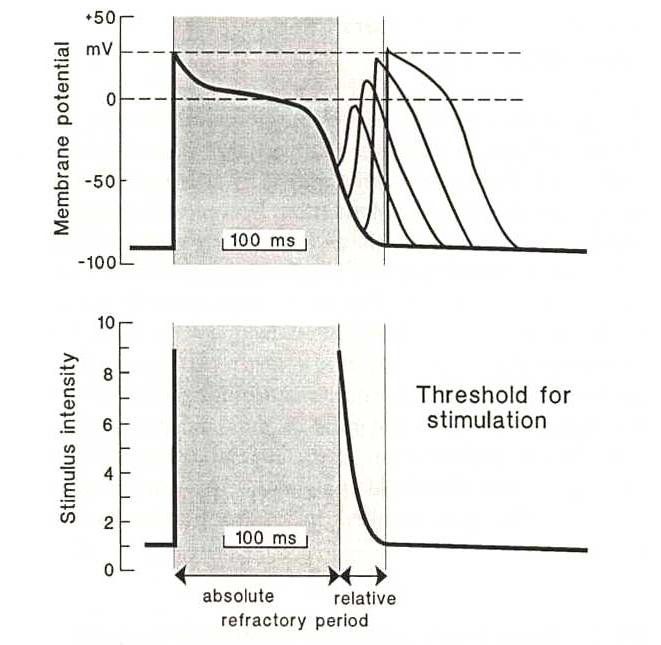 +50
mV
0
-50
-100
Membrane potential
100 ms
10
8
6
4
2
0
Stimulus intensity
Threshold for
stimulation
100 ms
absolute
relative
refractory period